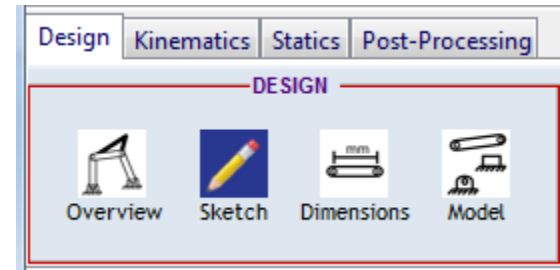 Design Kinematics Statics Post-Processing
DESIGN
mm
Overview Sketch Dimensions Model